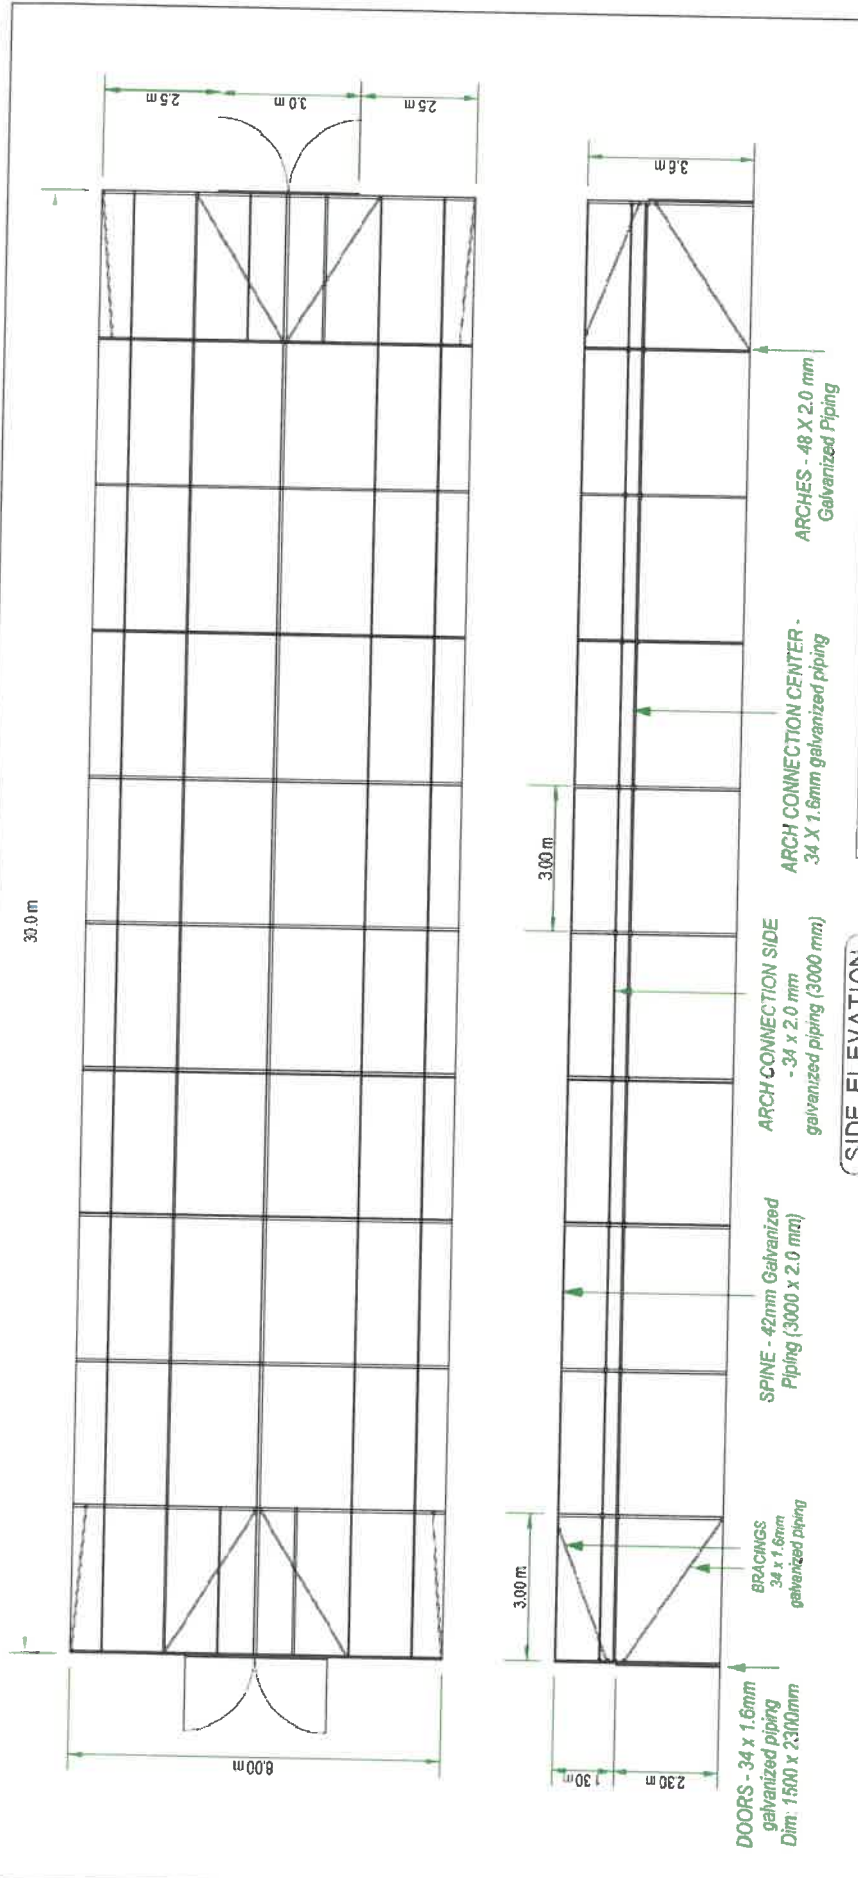 30.0 m
2.5 m
3.0 m
2.5 m
8.00 m
3.6 m
3.00 m
3.00 m
1.30 m
2.30 m
DOORS - 34 x 1.6mm
galvanized piping
Dim: 1500 x 2300mm
BRACINGS
34 x 1.6mm
galvanized piping
SPINE - 42mm Galvanized
Piping (3000 x 2.0 mm)
ARCH CONNECTION SIDE
- 34 x 2.0 mm
galvanized piping (3000 mm)
ARCH CONNECTION CENTER -
34 X 1.6mm galvanized piping
ARCHES - 48 X 2.0 mm
Galvanized Piping
SIDE ELEVATION